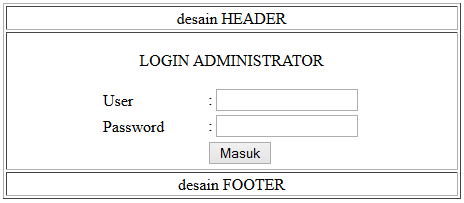 desain HEADER
LOGIN ADMINISTRATOR
User :
Password :
Masuk
desain FOOTER